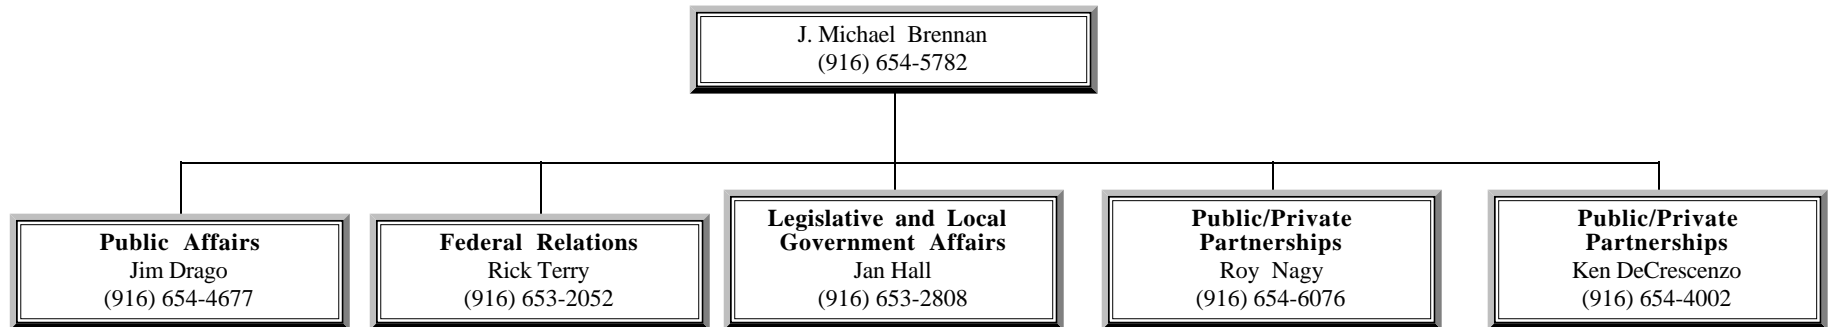 J. Michael Brennan
(916) 654-5782
Public Affairs
Jim Drago
(916) 654-4677
Federal Relations
Rick Terry
(916) 653-2052
Legislative and Local
Government Affairs
Jan Hall
(916) 653-2808
Public/Private
Partnerships
Roy Nagy
(916) 654-6076
Public/Private
Partnerships
Ken DeCrescenzo
(916) 654-4002